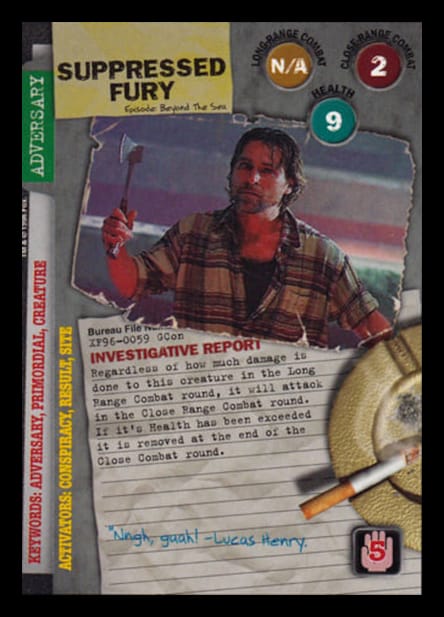 LONG-RANGE COMBAT
CLOSE-RANGE COMBAT
SUPPRESSED
FURY
Episode: Beyond The Sea
N/A
2
HEALTH
9
ADVERSARY
TM & © 1996 Fox
KEYWORDS: ADVERSARY, PRIMORDIAL, CREATURE
ACTIVATORS: CONSPIRACY, RESULT, SITE
Bureau File
XF96-0059 GCon
INVESTIGATIVE REPORT
Regardless of how much damage is
done to this creature in the Long
Range Combat round, it will attack
in the Close Range Combat round.
If it's Health has been exceeded
it is removed at the end of the
Close Combat round.
"Nngh, guah! -Lucas Henry.
5